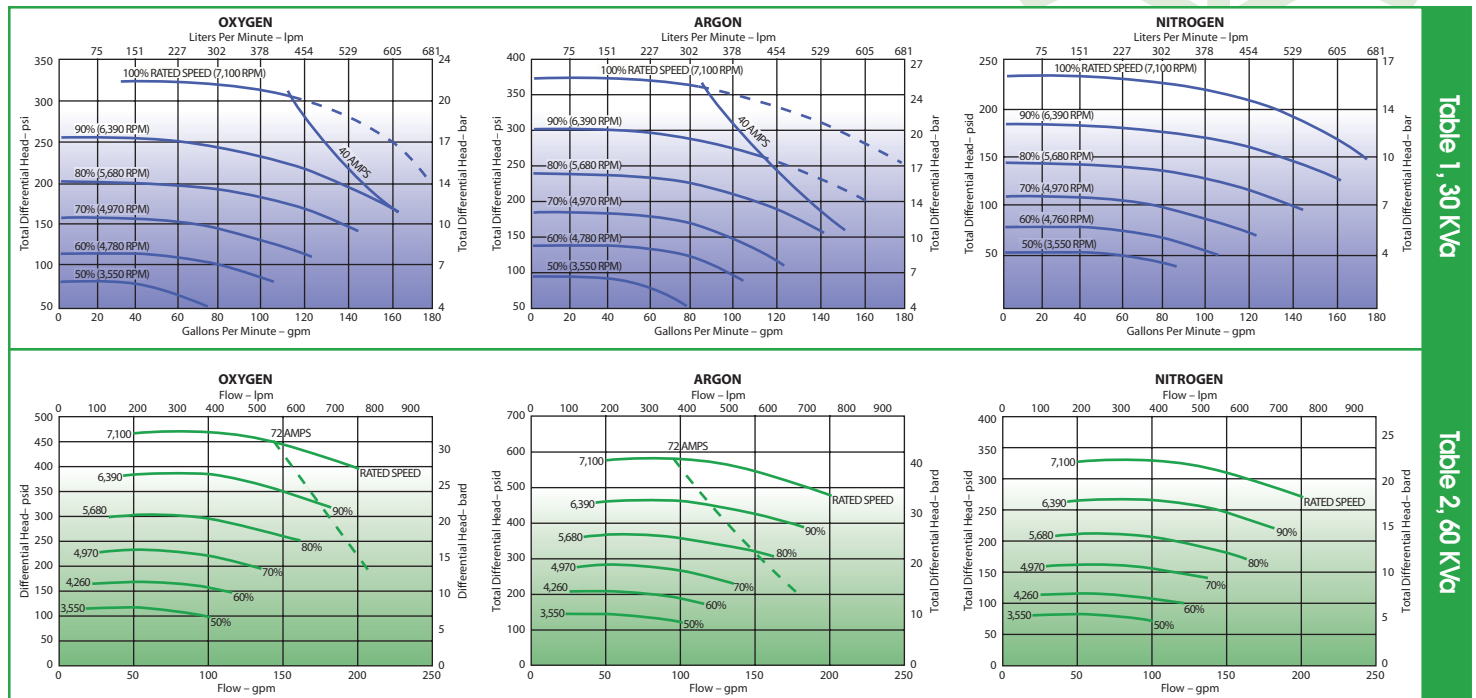 OXYGEN
Liters Per Minute – lpm
75 151 227 302 378 454 529 605 681
350 300 250 200 150 100 50
Total Differential Head– psi
24 20 17 14 10 7 4
Total Differential Head– bar
100% RATED SPEED (7,100 RPM)
90% (6,390 RPM)
80% (5,680 RPM)
70% (4,970 RPM)
60% (4,780 RPM)
50% (3,550 RPM)
40 AMPS
0 20 40 60 80 100 120 140 160 180
Gallons Per Minute – gpm
ARGON
Liters Per Minute – lpm
75 151 227 302 378 454 529 605 681
400 350 300 250 200 150 100 50
Total Differential Head– psi
27 24 20 17 14 10 7 4
Total Differential Head– bar
100% RATED SPEED (7,100 RPM)
90% (6,390 RPM)
80% (5,680 RPM)
70% (4,970 RPM)
60% (4,780 RPM)
50% (3,550 RPM)
40 AMPS
0 20 40 60 80 100 120 140 160 180
Gallons Per Minute – gpm
NITROGEN
Liters Per Minute – lpm
75 151 227 302 378 454 529 605 681
250 200 150 100 50
Total Differential Head– psid
17 14 10 7 4
Total Differential Head– bar
100% RATED SPEED (7,100 RPM)
90% (6,390 RPM)
80% (5,680 RPM)
70% (4,970 RPM)
60% (4,760 RPM)
50% (3,550 RPM)
0 20 40 60 80 100 120 140 160 180
Gallons Per Minute – gpm
Table 1, 30 KVa
OXYGEN
Flow – lpm
0 100 200 300 400 500 600 700 800 900
500 450 400 350 300 250 200 150 100 50 0
Total Differential Head– psid
30 25 20 15 10 5 0
Differential Head– bard
7,100
72 AMPS
RATED SPEED
6,390
90%
5,680
80%
4,970
70%
4,260
60%
3,550
50%
0 50 100 150 200 250
Flow – gpm
ARGON
Flow – lpm
0 100 200 300 400 500 600 700 800 900
700 600 500 400 300 200 100 0
Total Differential Head– psid
40 30 20 10 0
Total Differential Head– bard
72 AMPS
7,100
RATED SPEED
6,390
90%
5,680
80%
4,970
70%
4,260
60%
3,550
50%
0 50 100 150 200 250
Flow – gpm
NITROGEN
Flow – lpm
0 100 200 300 400 500 600 700 800 900
400 350 300 250 200 150 100 50 0
Total Differential Head– psid
25 20 15 10 5 0
Total Differential Head– bard
7,100
RATED SPEED
6,390
90%
5,680
80%
4,970
70%
4,260
60%
3,550
50%
0 50 100 150 200 250
Flow – gpm
Table 2, 60 KVa